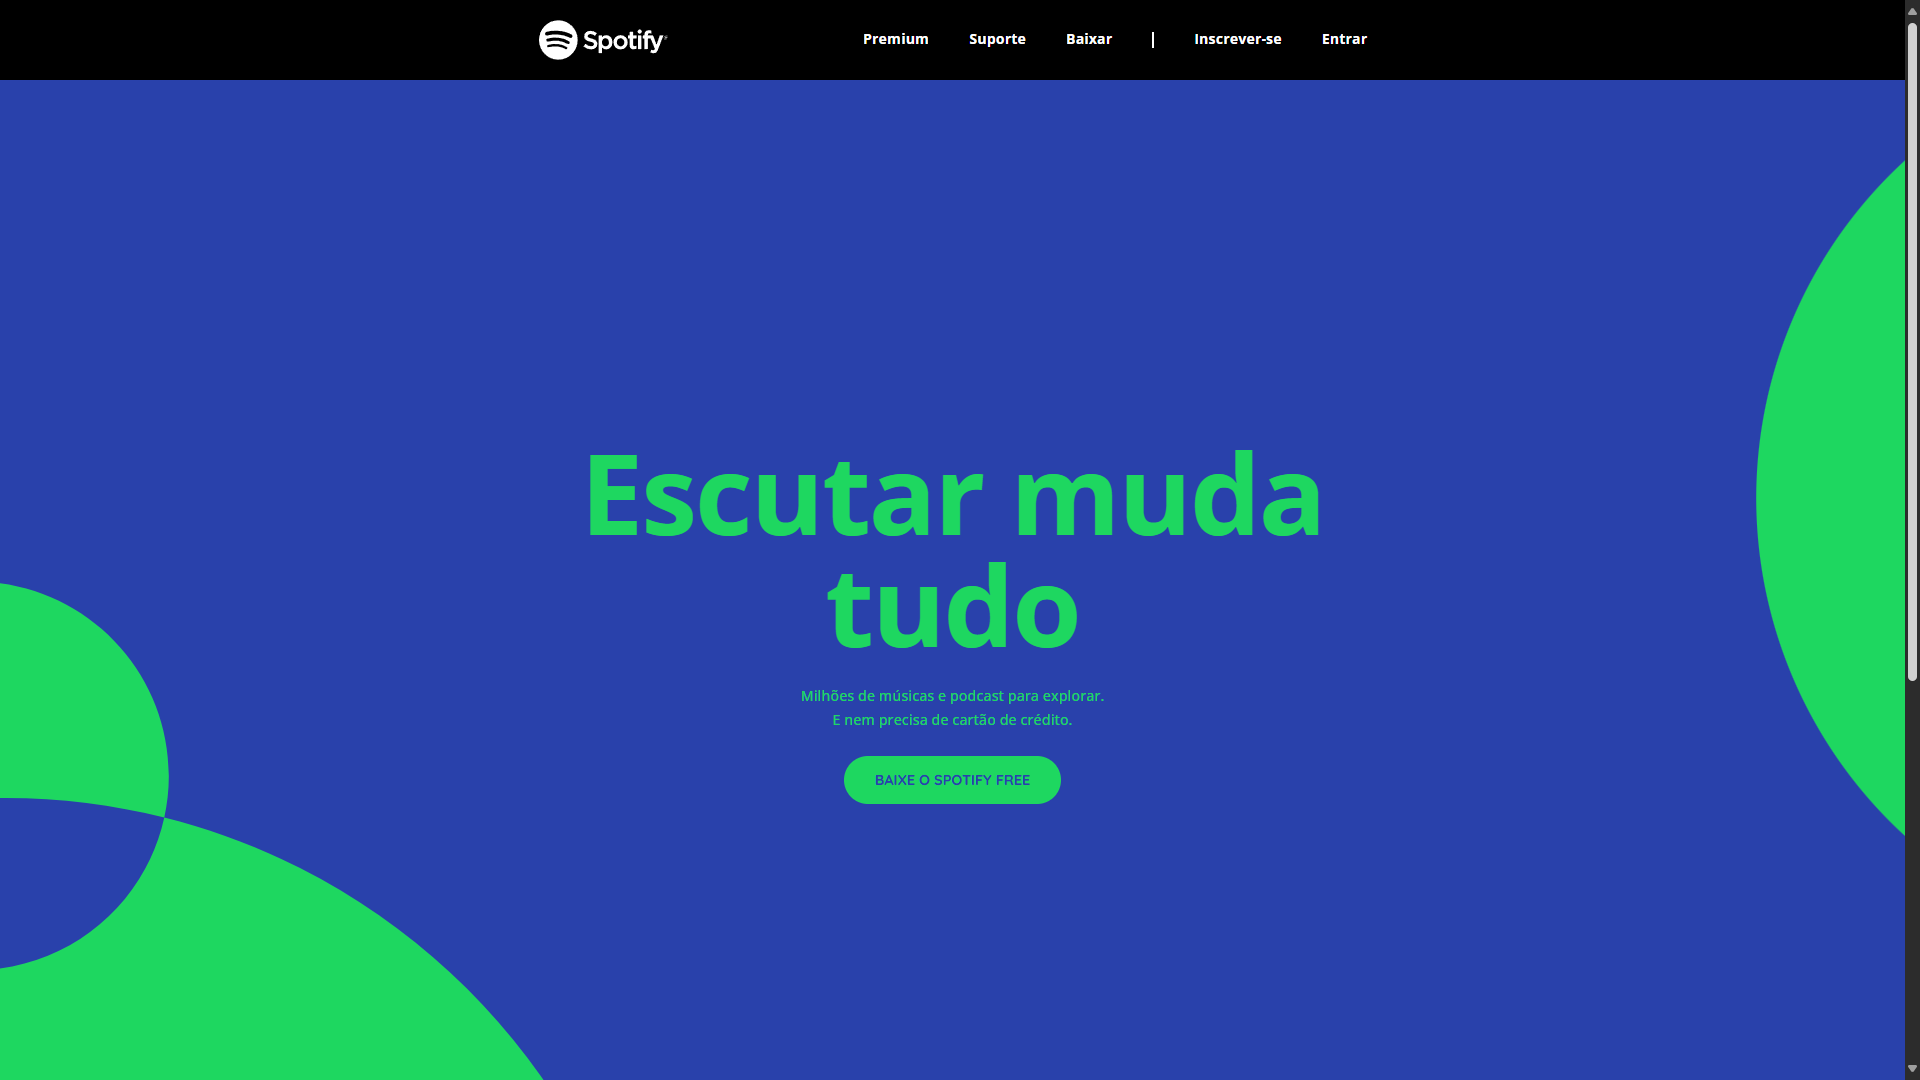 Spotify®
Premium Suporte Baixar | Inscrever-se Entrar
Escutar muda
tudo
Milhões de músicas e podcast para explorar.
E nem precisa de cartão de crédito.
BAIXE O SPOTIFY FREE